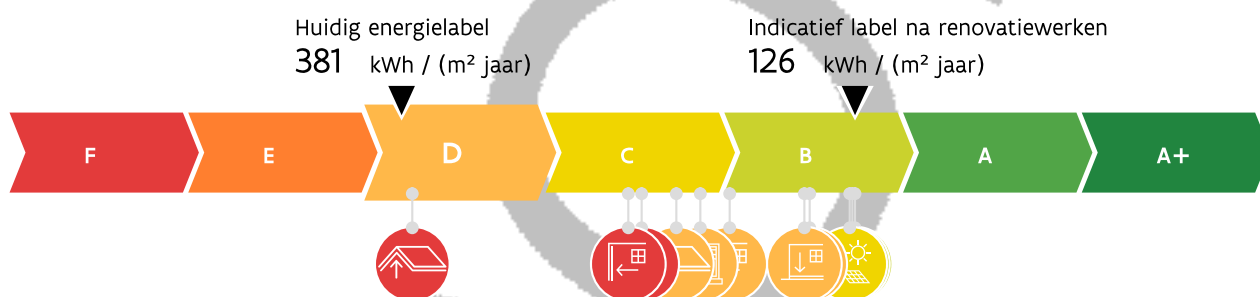 Huidig energielabel
381 kWh / (m² jaar)
Indicatief label na renovatiewerken
126 kWh / (m² jaar)
F E D C B A A+